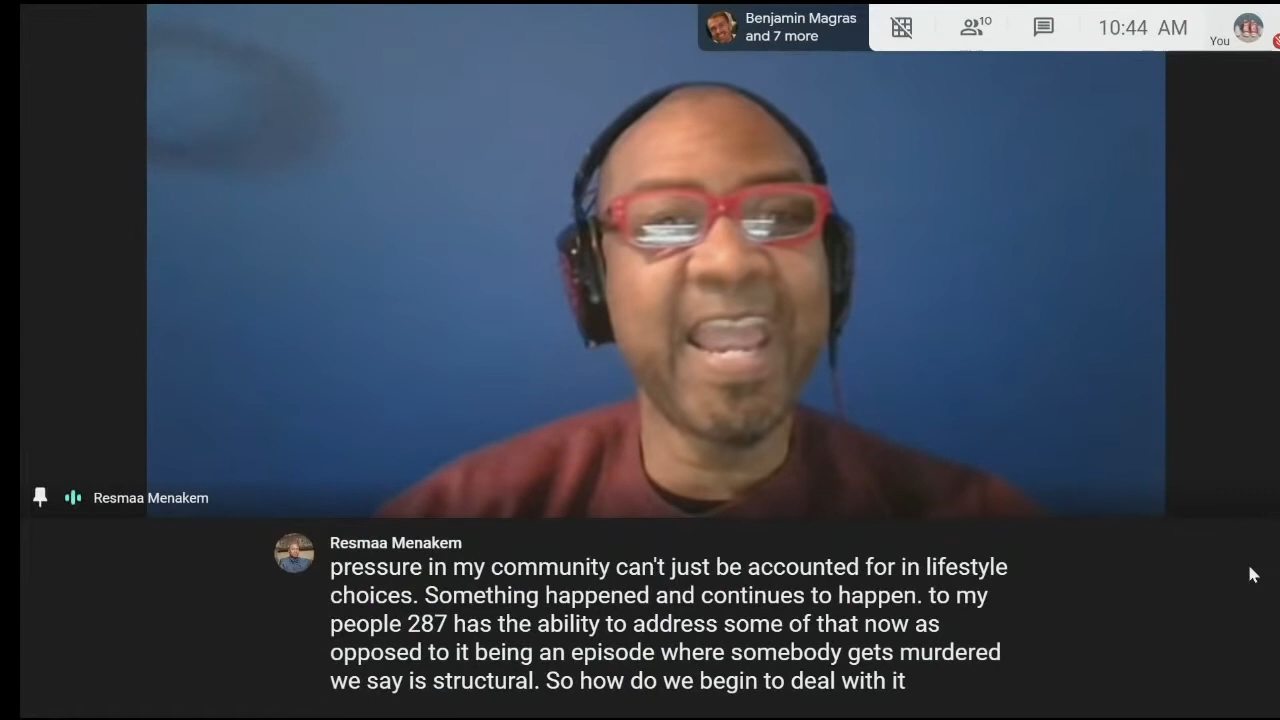 Benjamin Magras
and 7 more
10
10:44 AM
You
Resmaa Menakem
Resmaa Menakem
pressure in my community can't just be accounted for in lifestyle
choices. Something happened and continues to happen. to my
people 287 has the ability to address some of that now as
opposed to it being an episode where somebody gets murdered
we say is structural. So how do we begin to deal with it